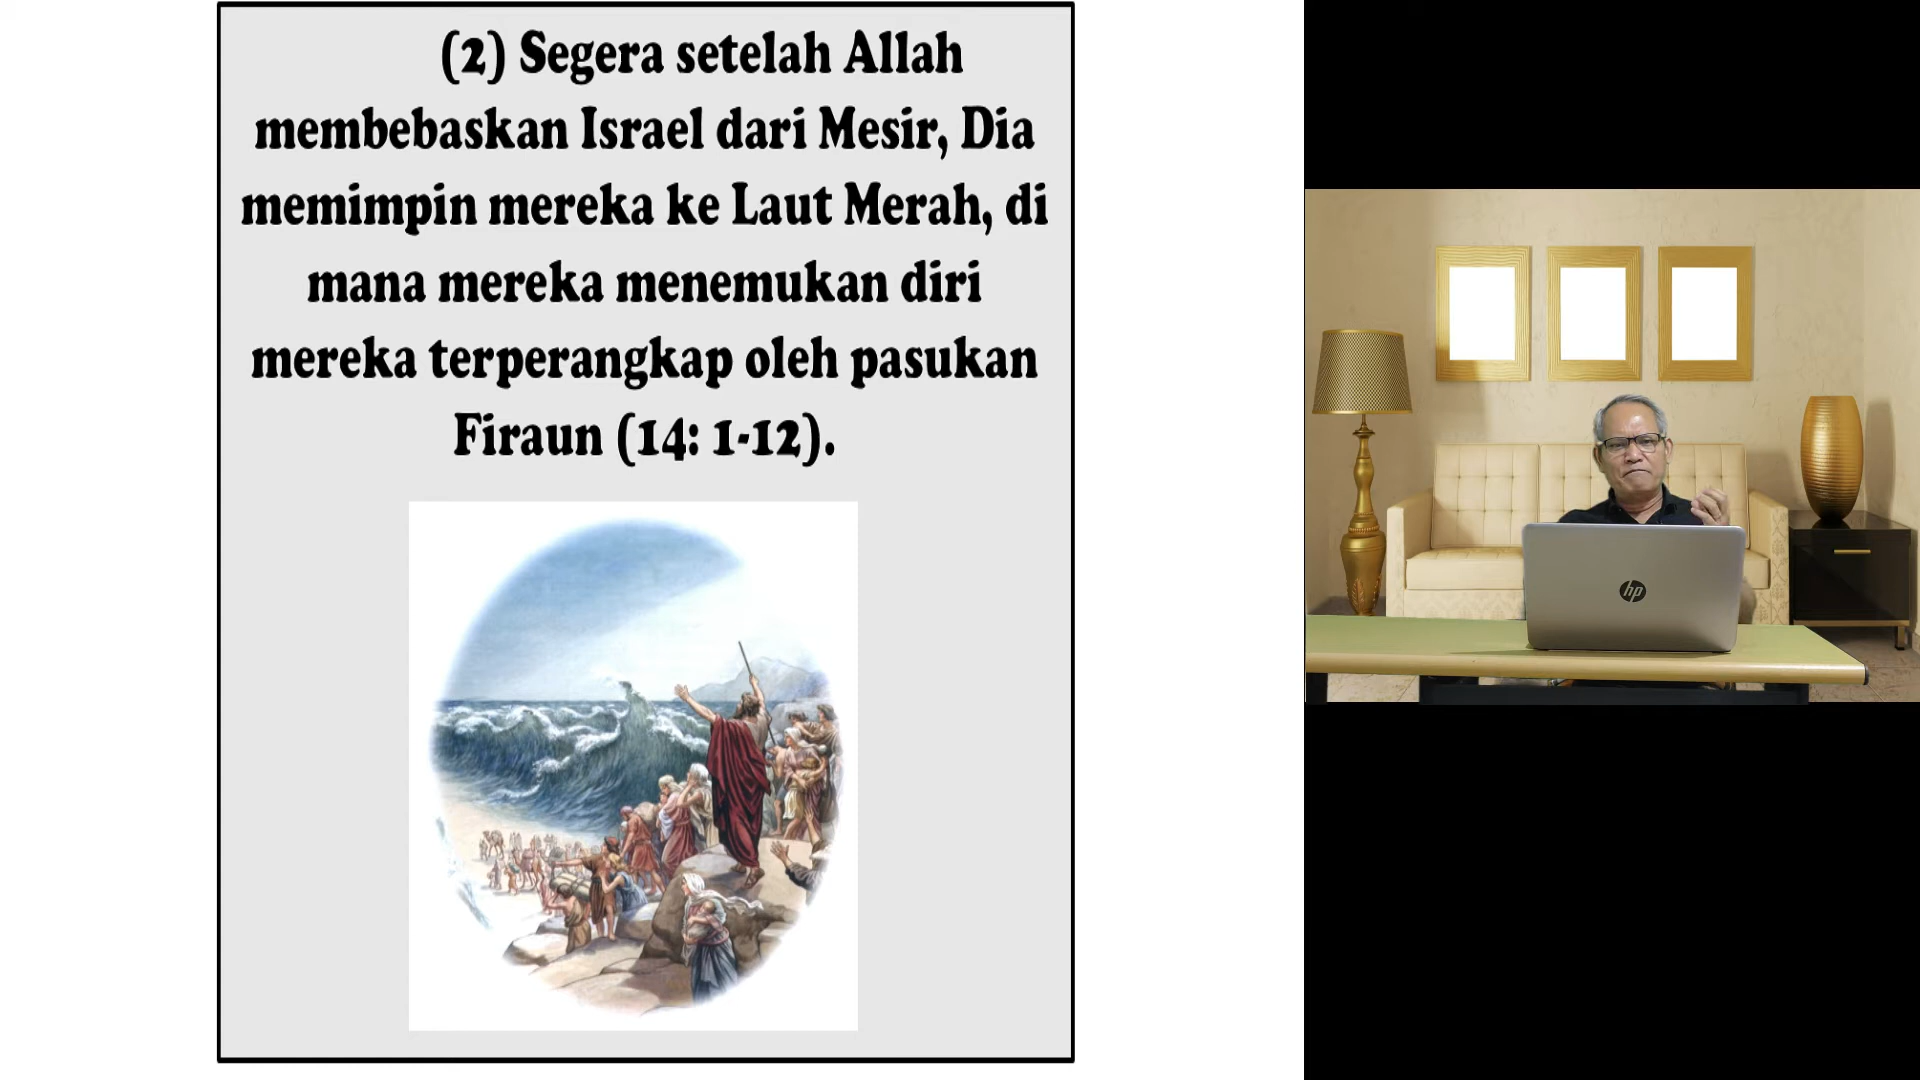 (2) Segera setelah Allah
membebaskan Israel dari Mesir, Dia
memimpin mereka ke Laut Merah, di
mana mereka menemukan diri
mereka terperangkap oleh pasukan
Firaun (14: 1-12).
hp